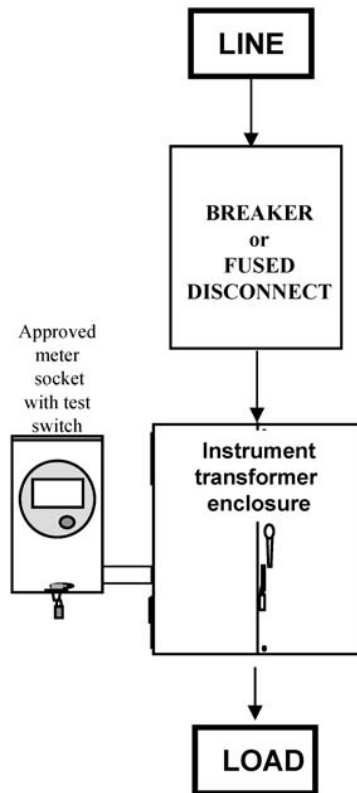 LINE
BREAKER
or
FUSED
DISCONNECT
Approved
meter
socket
with test
switch
Instrument
transformer
enclosure
LOAD